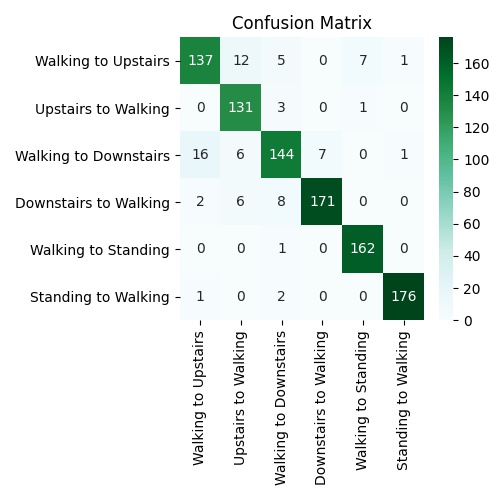 Confusion Matrix
Walking to Upstairs 137 12 5 0 7 1
Upstairs to Walking 0 131 3 0 1 0
Walking to Downstairs 16 6 144 7 0 1
Downstairs to Walking 2 6 8 171 0 0
Walking to Standing 0 0 1 0 162 0
Standing to Walking 1 0 2 0 0 176
Walking to Upstairs
Upstairs to Walking
Walking to Downstairs
Downstairs to Walking
Walking to Standing
Standing to Walking
160
140
120
100
80
60
40
20
0